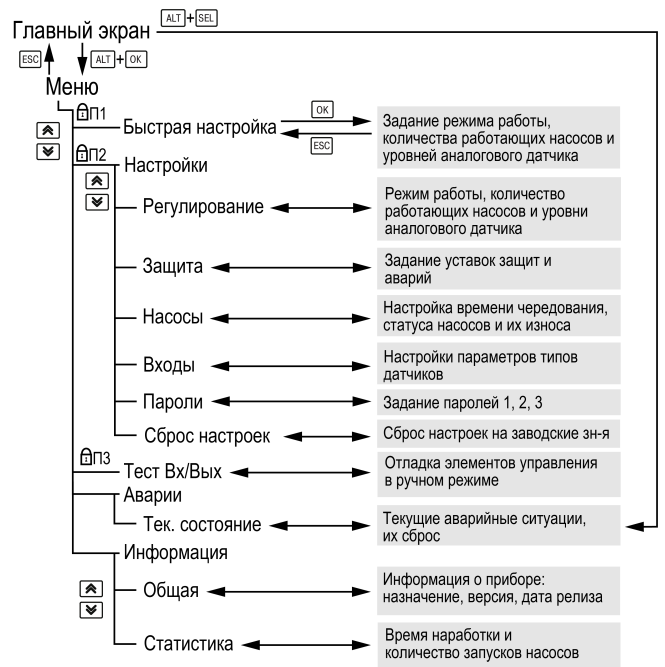 Главный экран
ALT+SEL
ESC
ALT+OK
Меню
П1
Быстрая настройка
OK
ESC
Задание режима работы,
количества работающих насосов и
уровней аналогового датчика
П2
Настройки
Регулирование
Режим работы, количество
работающих насосов и уровни
аналогового датчика
Защита
Задание уставок защит и
аварий
Насосы
Настройка времени чередования,
статуса насосов и их износа
Входы
Настройки параметров типов
датчиков
Пароли
Задание паролей 1, 2, 3
Сброс настроек
Сброс настроек на заводские зн-я
П3
Тест Вх/Вых
Отладка элементов управления
в ручном режиме
Аварии
Тек. состояние
Текущие аварийные ситуации,
их сброс
Информация
Общая
Информация о приборе:
назначение, версия, дата релиза
Статистика
Время наработки и
количество запусков насосов